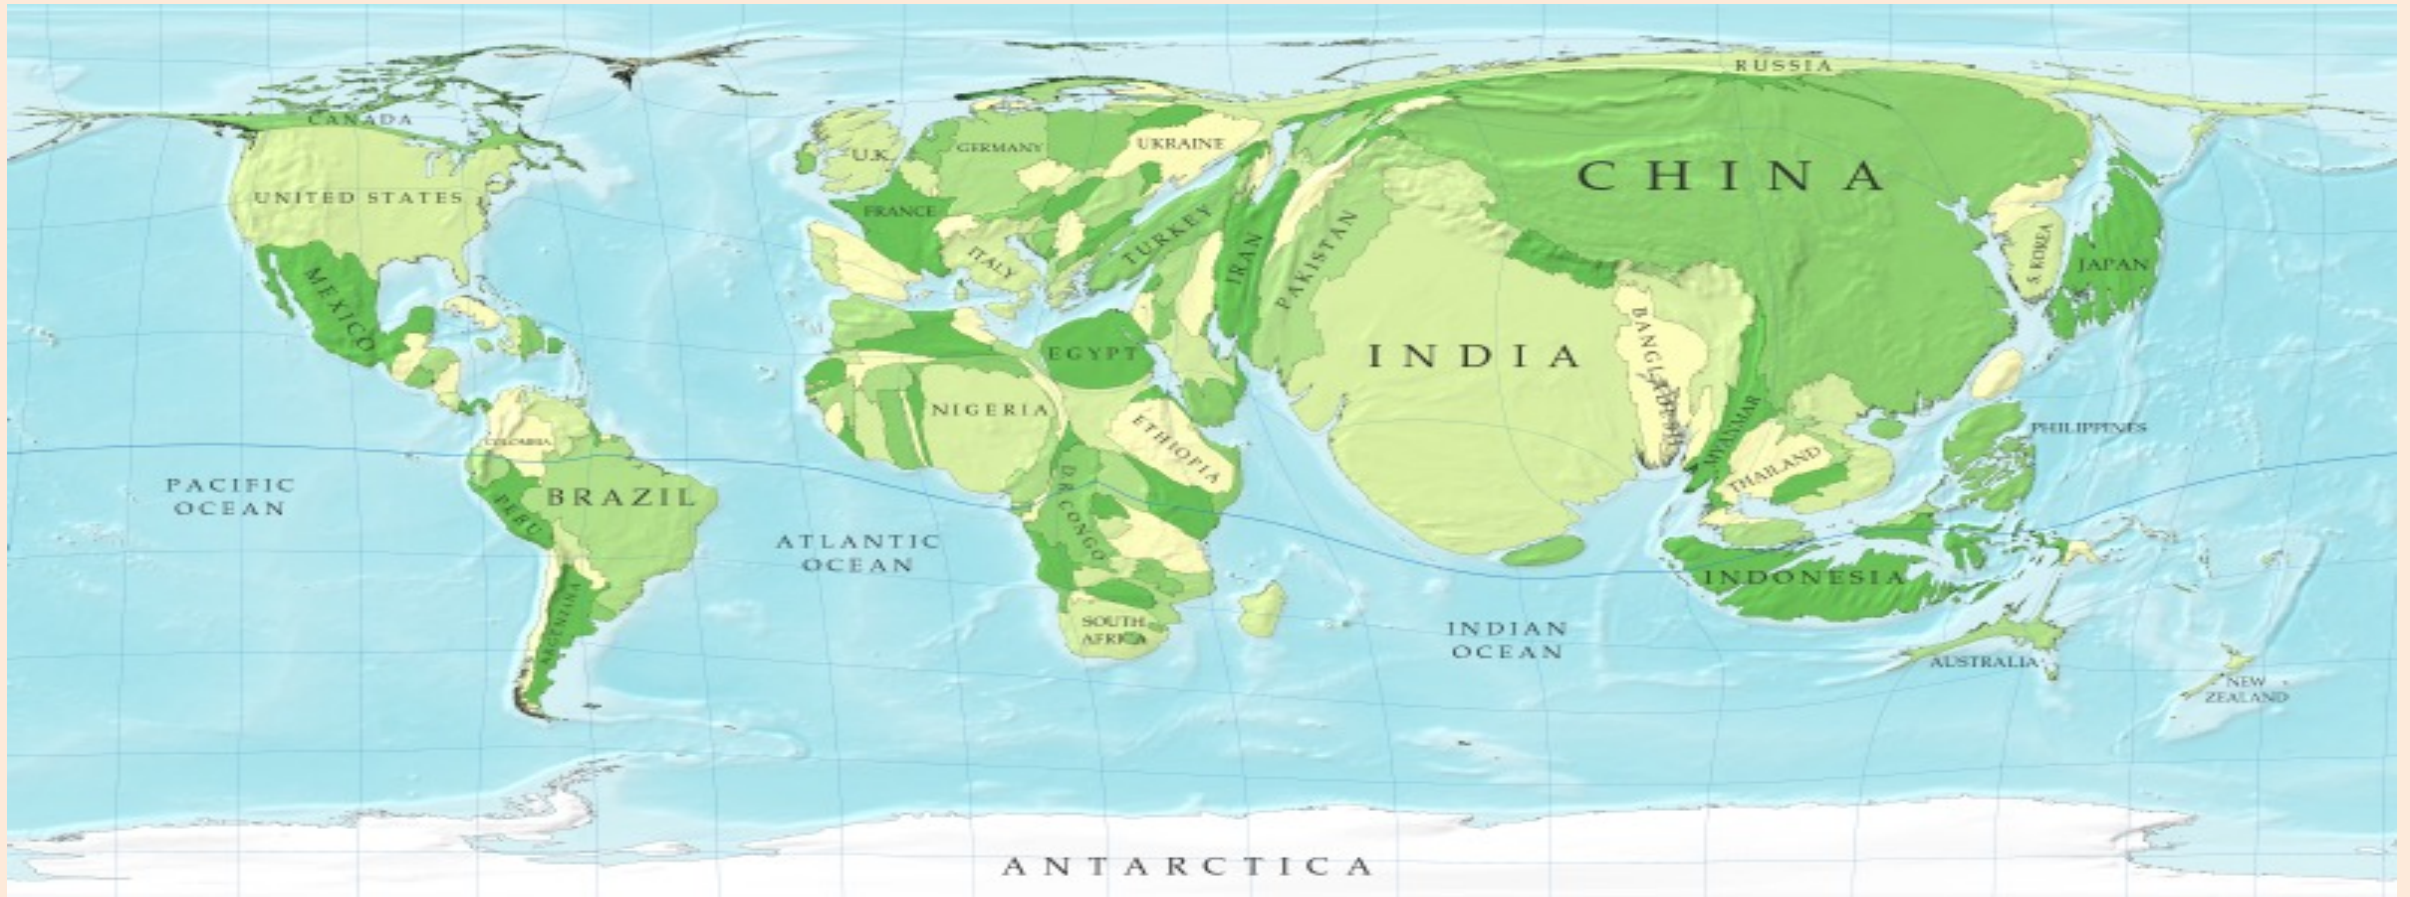 RUSSIA
CANADA
U.K.
GERMANY
UKRAINE
CHINA
UNITED STATES
FRANCE
TURKEY
ITALY
IRAN
PAKISTAN
S. KOREA
JAPAN
MEXICO
EGYPT
INDIA
BANGLADESH
NIGERIA
ETHIOPIA
MYANMAR
PHILIPPINES
COLOMBIA
THAILAND
PACIFIC
OCEAN
PERU
BRAZIL
D.R. CONGO
ATLANTIC
OCEAN
INDONESIA
ARGENTINA
SOUTH
AFRICA
INDIAN
OCEAN
AUSTRALIA
NEW
ZEALAND
ANTARCTICA